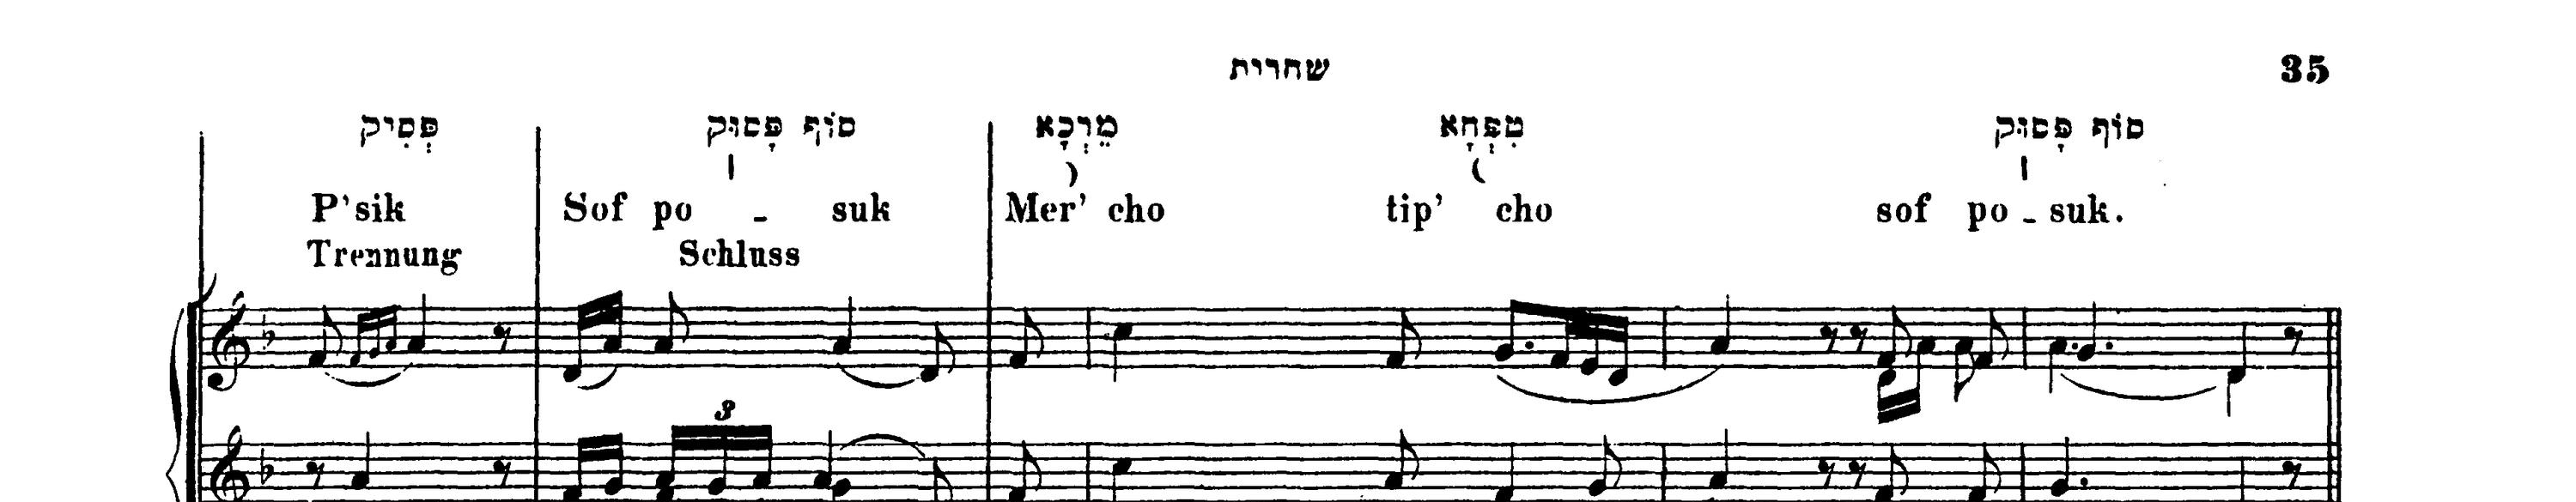 שחרית 35
פְּסִיק סוֹף פָּסוּק מֵרְכָא טִפְּחָא סוֹף פָּסוּק
P'sik Sof po - suk Mer' cho tip' cho sof po - suk.
Trennung Schluss
3